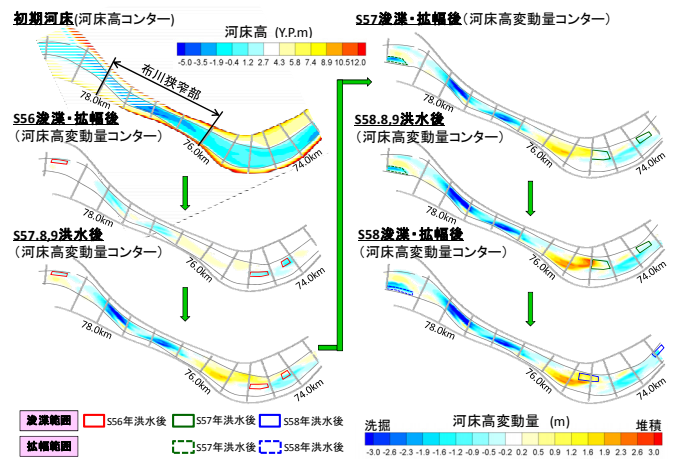 初期河床(河床高コンター)
河床高 (Y.P.m)
-5.0 -3.5 -1.9 -0.4 1.2 2.7 4.3 5.8 7.4 8.9 10.5 12.0
布川狭窄部
78.0km
76.0km
74.0km
S56浚渫・拡幅後
(河床高変動量コンター)
78.0km
76.0km
74.0km
S57.8,9洪水後
(河床高変動量コンター)
78.0km
76.0km
74.0km
S57浚渫・拡幅後(河床高変動量コンター)
78.0km
76.0km
74.0km
S58.8,9洪水後
(河床高変動量コンター)
78.0km
76.0km
74.0km
S58浚渫・拡幅後
(河床高変動量コンター)
78.0km
76.0km
74.0km
浚渫範囲 S56年洪水後 S57年洪水後 S58年洪水後
拡幅範囲 S57年洪水後 S58年洪水後
洗掘 河床高変動量 (m) 堆積
-3.0 -2.6 -2.3 -1.9 -1.6 -1.2 -0.9 -0.5 -0.2 0.2 0.5 0.9 1.2 1.6 1.9 2.3 2.6 3.0